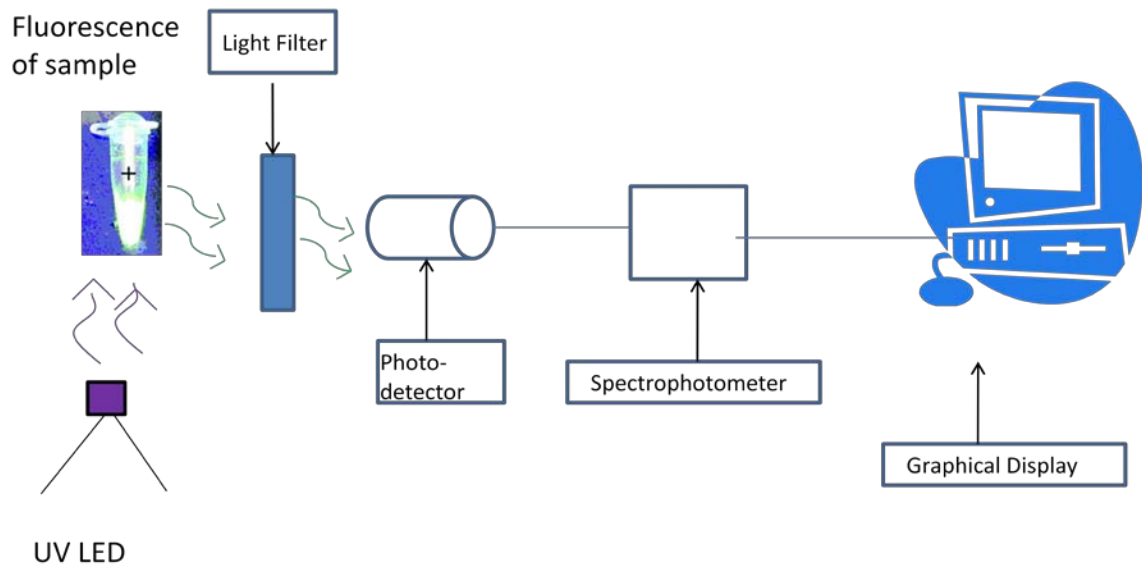 Fluorescence
of sample
Light Filter
+
Photo-
detector
Spectrophotometer
Graphical Display
UV LED